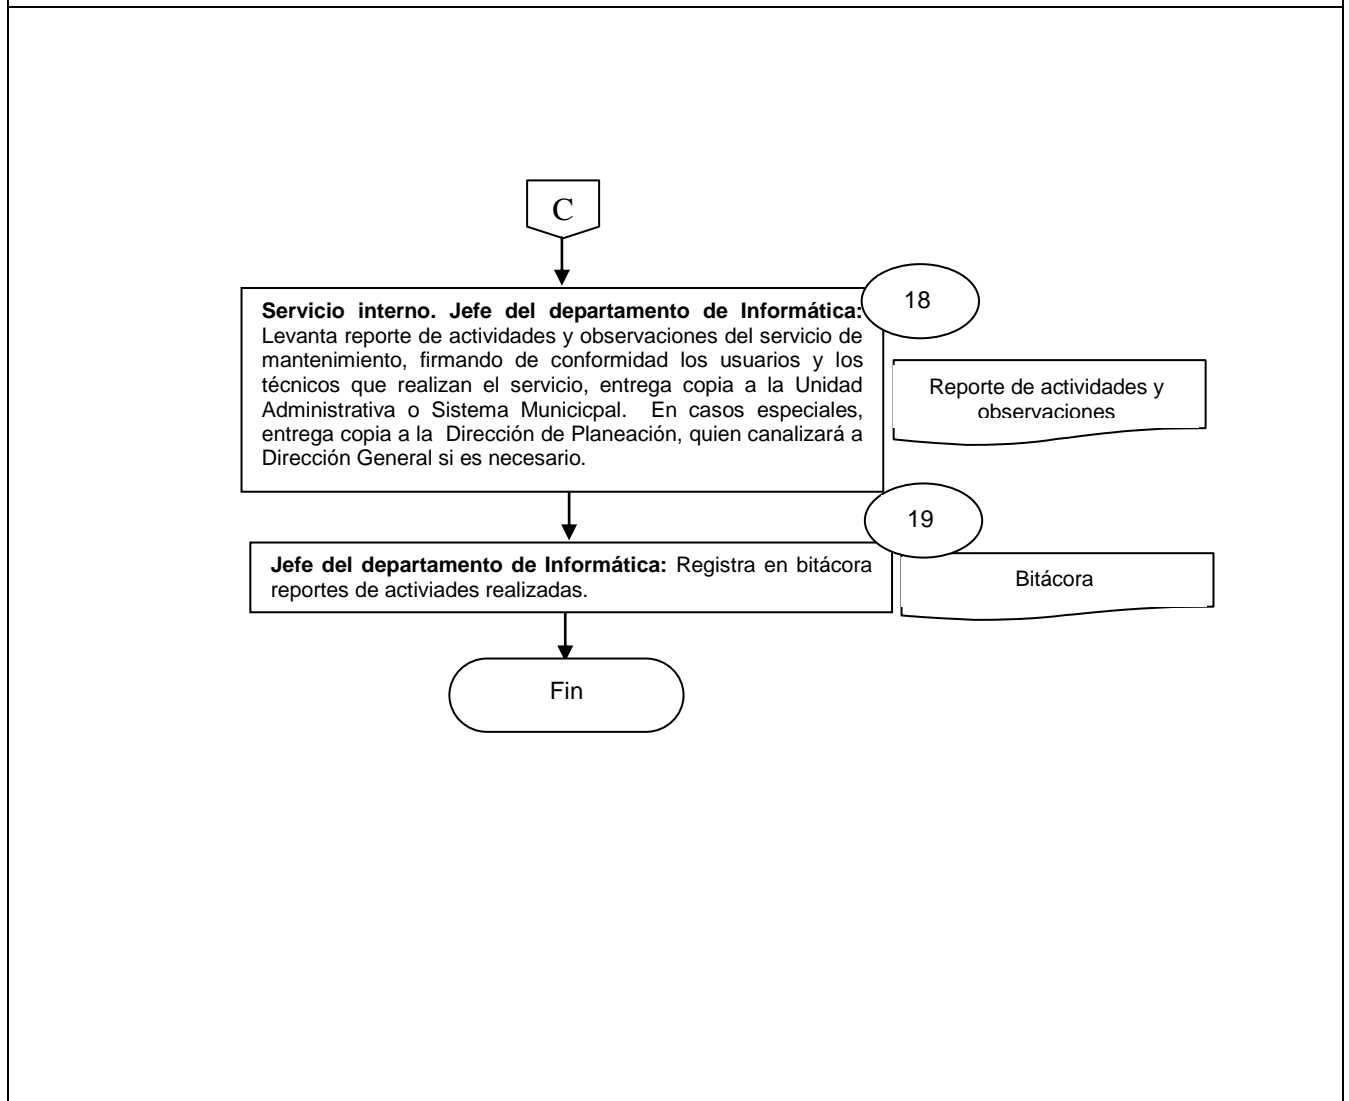 C
18
Servicio interno. Jefe del departamento de Informática:
Levanta reporte de actividades y observaciones del servicio de
mantenimiento, firmando de conformidad los usuarios y los
técnicos que realizan el servicio, entrega copia a la Unidad
Administrativa o Sistema Municicpal. En casos especiales,
entrega copia a la Dirección de Planeación, quien canalizará a
Dirección General si es necesario.
Reporte de actividades y
observaciones
19
Jefe del departamento de Informática: Registra en bitácora
reportes de activiades realizadas.
Bitácora
Fin